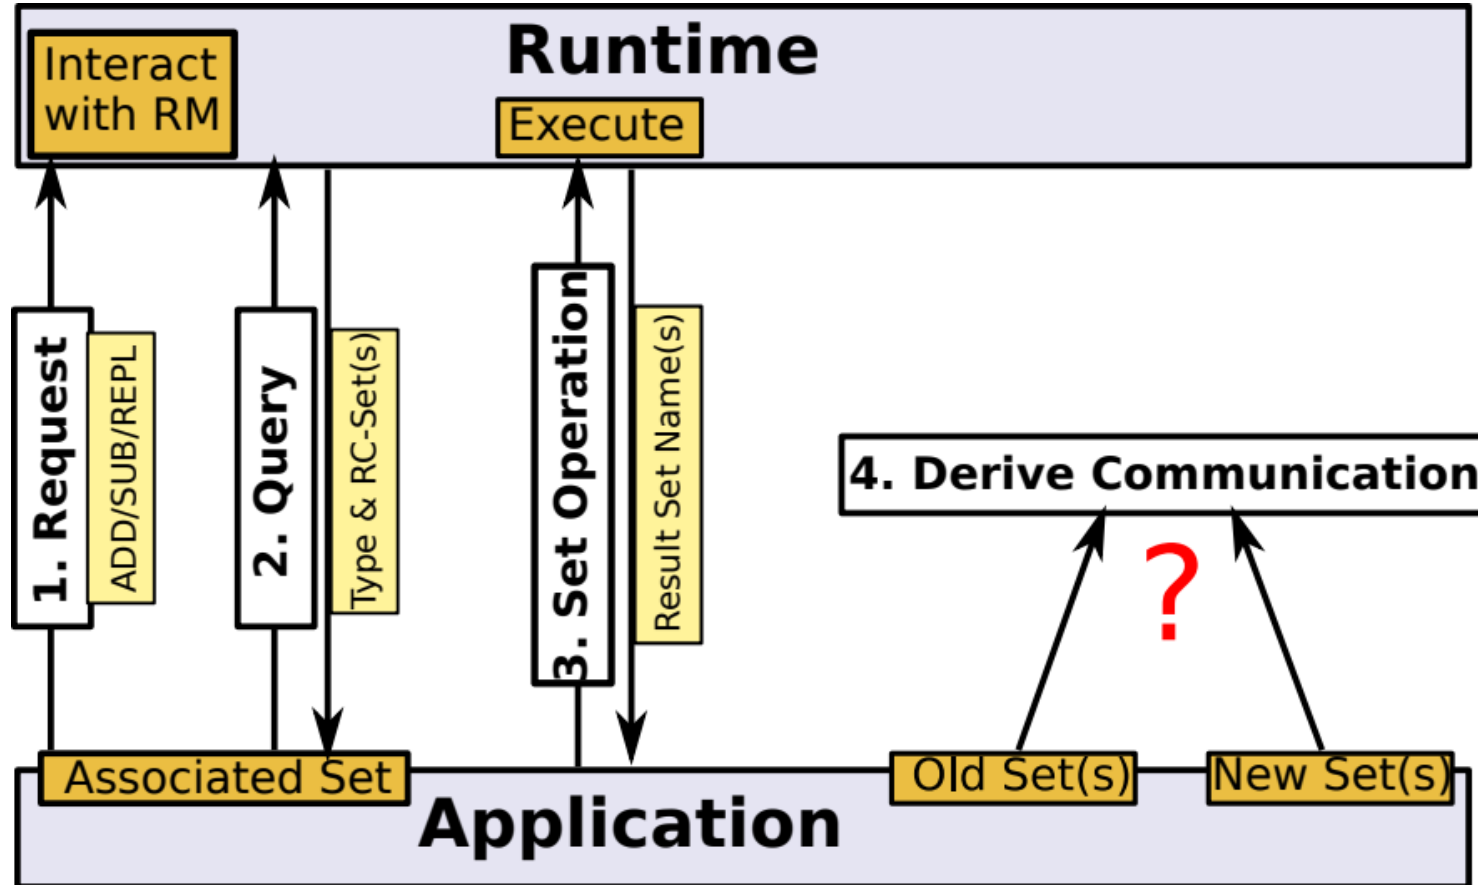 Runtime
Interact
with RM
Execute
1. Request
ADD/SUB/REPL
2. Query
Type & RC-Set(s)
3. Set Operation
Result Set Name(s)
4. Derive Communication
?
Associated Set
Old Set(s)
New Set(s)
Application